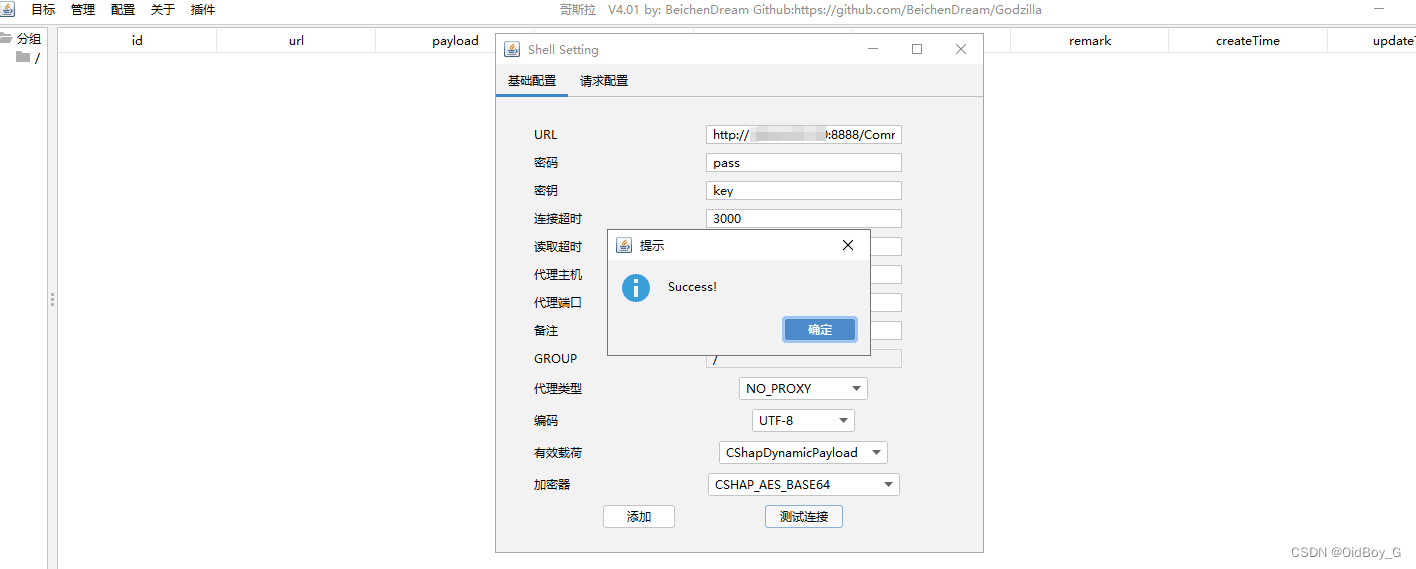 目标 管理 配置 关于 插件 哥斯拉 V4.01 by: BeichenDream Github:https://github.com/BeichenDream/Godzilla
分组 id url payload remark createTime update
/
Shell Setting
基础配置 请求配置
URL http:// 0:8888/Comr
密码 pass
密钥 key
连接超时 3000
读取超时
提示
代理主机
Success!
代理端口
备注
确定
GROUP /
代理类型 NO_PROXY
编码 UTF-8
有效载荷 CShapDynamicPayload
加密器 CSHAP_AES_BASE64
添加 测试连接
CSDN @OidBoy_G